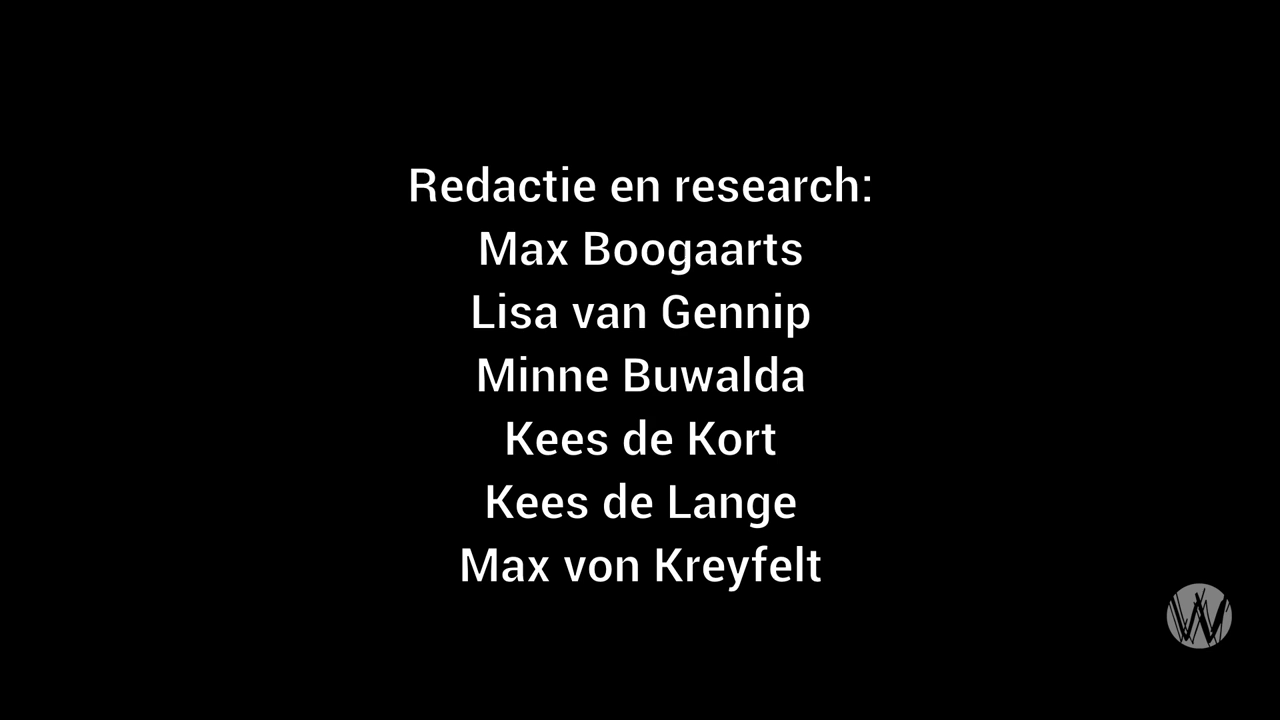 Redactie en research:
Max Boogaarts
Lisa van Gennip
Minne Buwalda
Kees de Kort
Kees de Lange
Max von Kreyfelt
W